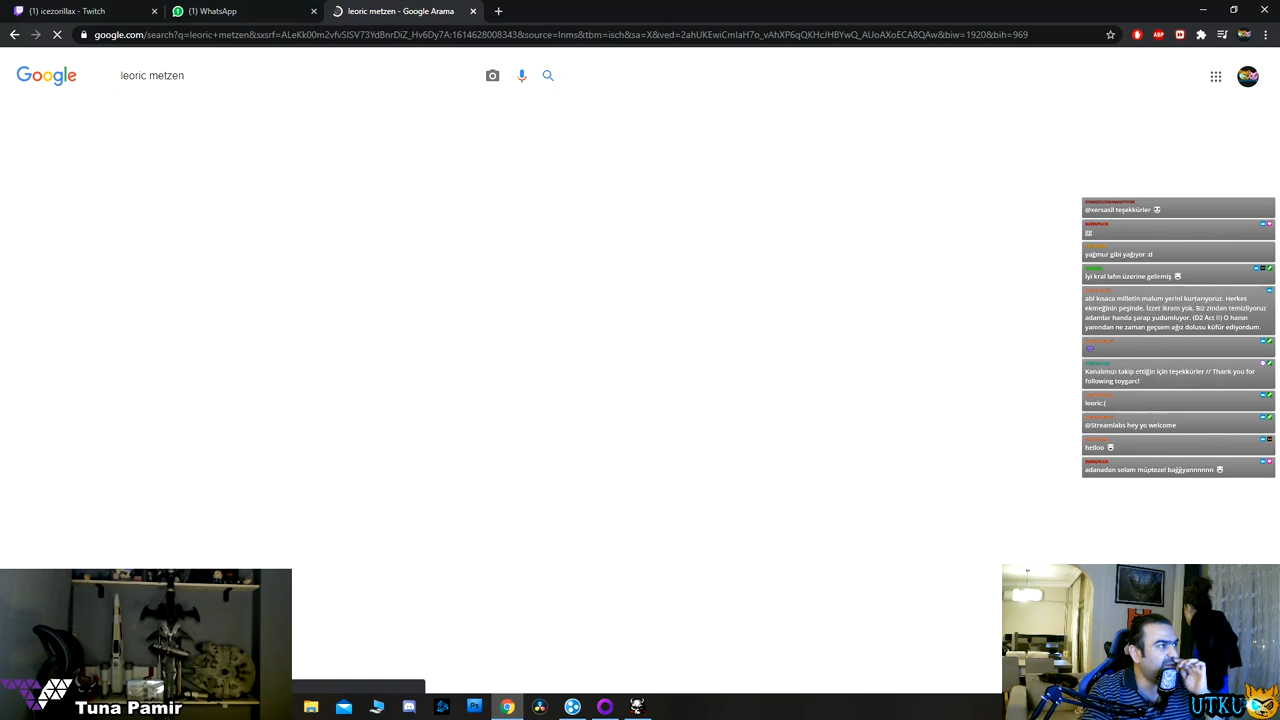 (1) icezorillax - Twitch
(1) WhatsApp
leoric metzen - Google Arama
google.com/search?q=leoric+metzen&sxsrf=ALeKk00m2vfvSISV73YdBnrDiZ_Hv6Dy7A:1614628008343&source=lnms&tbm=isch&sa=X&ved=2ahUKEwiCmIaH7o_vAhXP6qQKHcJHBYwQ_AUoAXoECA8QAw&biw=1920&bih=969
Google
leoric metzen
@xersasil teşekkürler
gg
yağmur gibi yağıyor :d
İyi kral lafın üzerine gelirmiş
abi kısaca milletin malum yerini kurtarıyoruz. Herkes
ekmeğinin peşinde, İzzet ikram yok. Biz zindan temizliyoruz
adamlar handa şarap yudumluyor. (D2 Act II) O hanın
yanından ne zaman geçsem ağız dolusu küfür ediyordum.
Kanalımızı takip ettiğin için teşekkürler // Thank you for
following toygarc!
leoric:(
@Streamlabs hey yo welcome
helloo
adanadan selam müptezel bağğyannnnnn
Tuna Pamir
UTKU